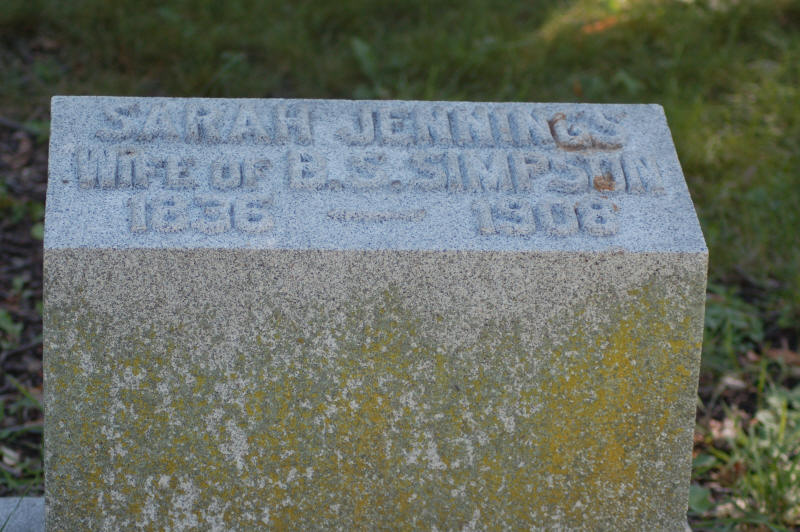 SARAH JENNINGS
WIFE OF B.S. SIMPSON
1836 — 1908